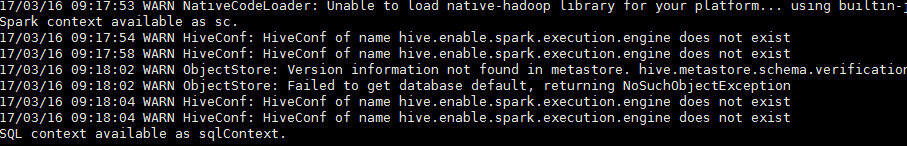 17/03/16 09:17:53 WARN NativeCodeLoader: Unable to load native-hadoop library for your platform... using builtin-j
Spark context available as sc.
17/03/16 09:17:54 WARN HiveConf: HiveConf of name hive.enable.spark.execution.engine does not exist
17/03/16 09:17:58 WARN HiveConf: HiveConf of name hive.enable.spark.execution.engine does not exist
17/03/16 09:18:02 WARN ObjectStore: Version information not found in metastore. hive.metastore.schema.verification
17/03/16 09:18:02 WARN ObjectStore: Failed to get database default, returning NoSuchObjectException
17/03/16 09:18:04 WARN HiveConf: HiveConf of name hive.enable.spark.execution.engine does not exist
17/03/16 09:18:04 WARN HiveConf: HiveConf of name hive.enable.spark.execution.engine does not exist
SQL context available as sqlContext.